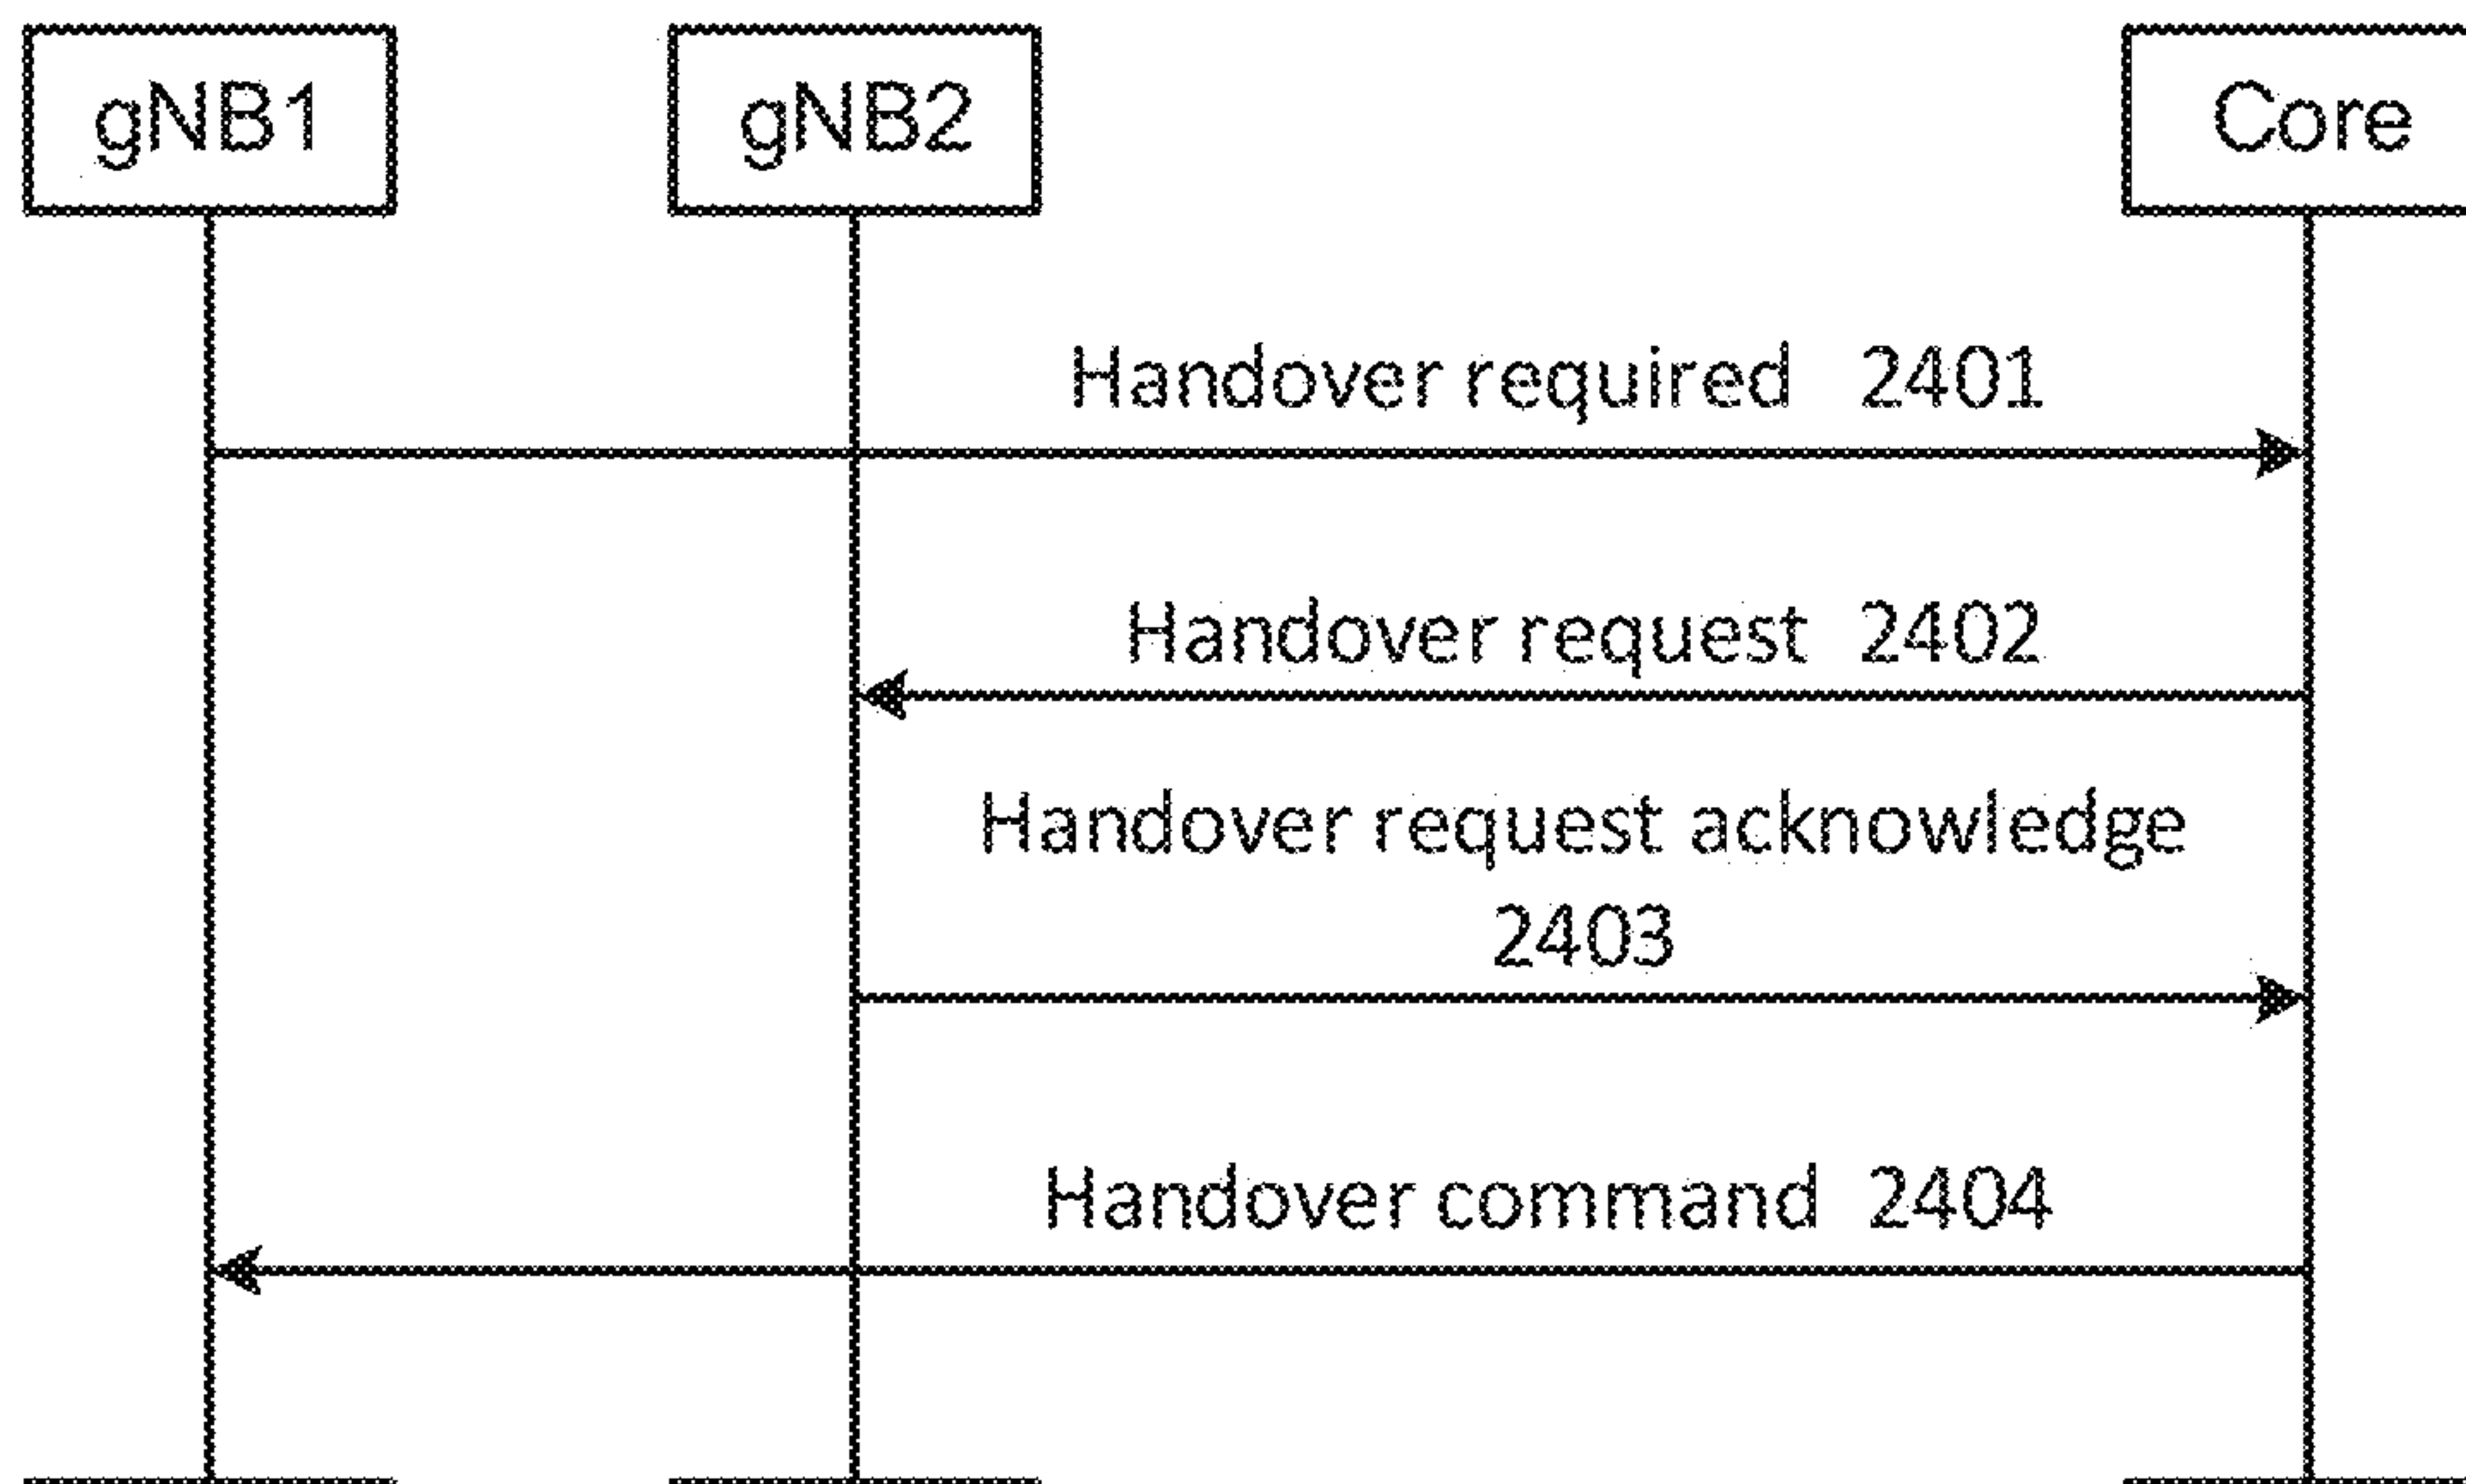 gNB1
gNB2
Core
Handover required 2401
Handover request 2402
Handover request acknowledge
2403
Handover command 2404